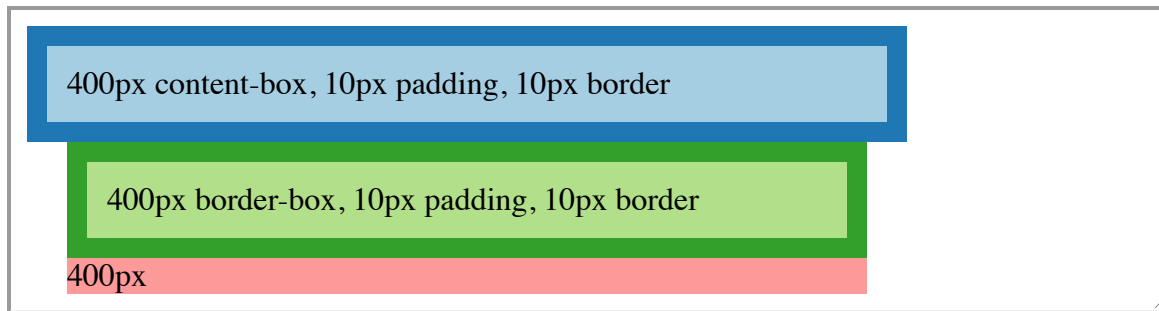 400px content-box, 10px padding, 10px border
400px border-box, 10px padding, 10px border
400px